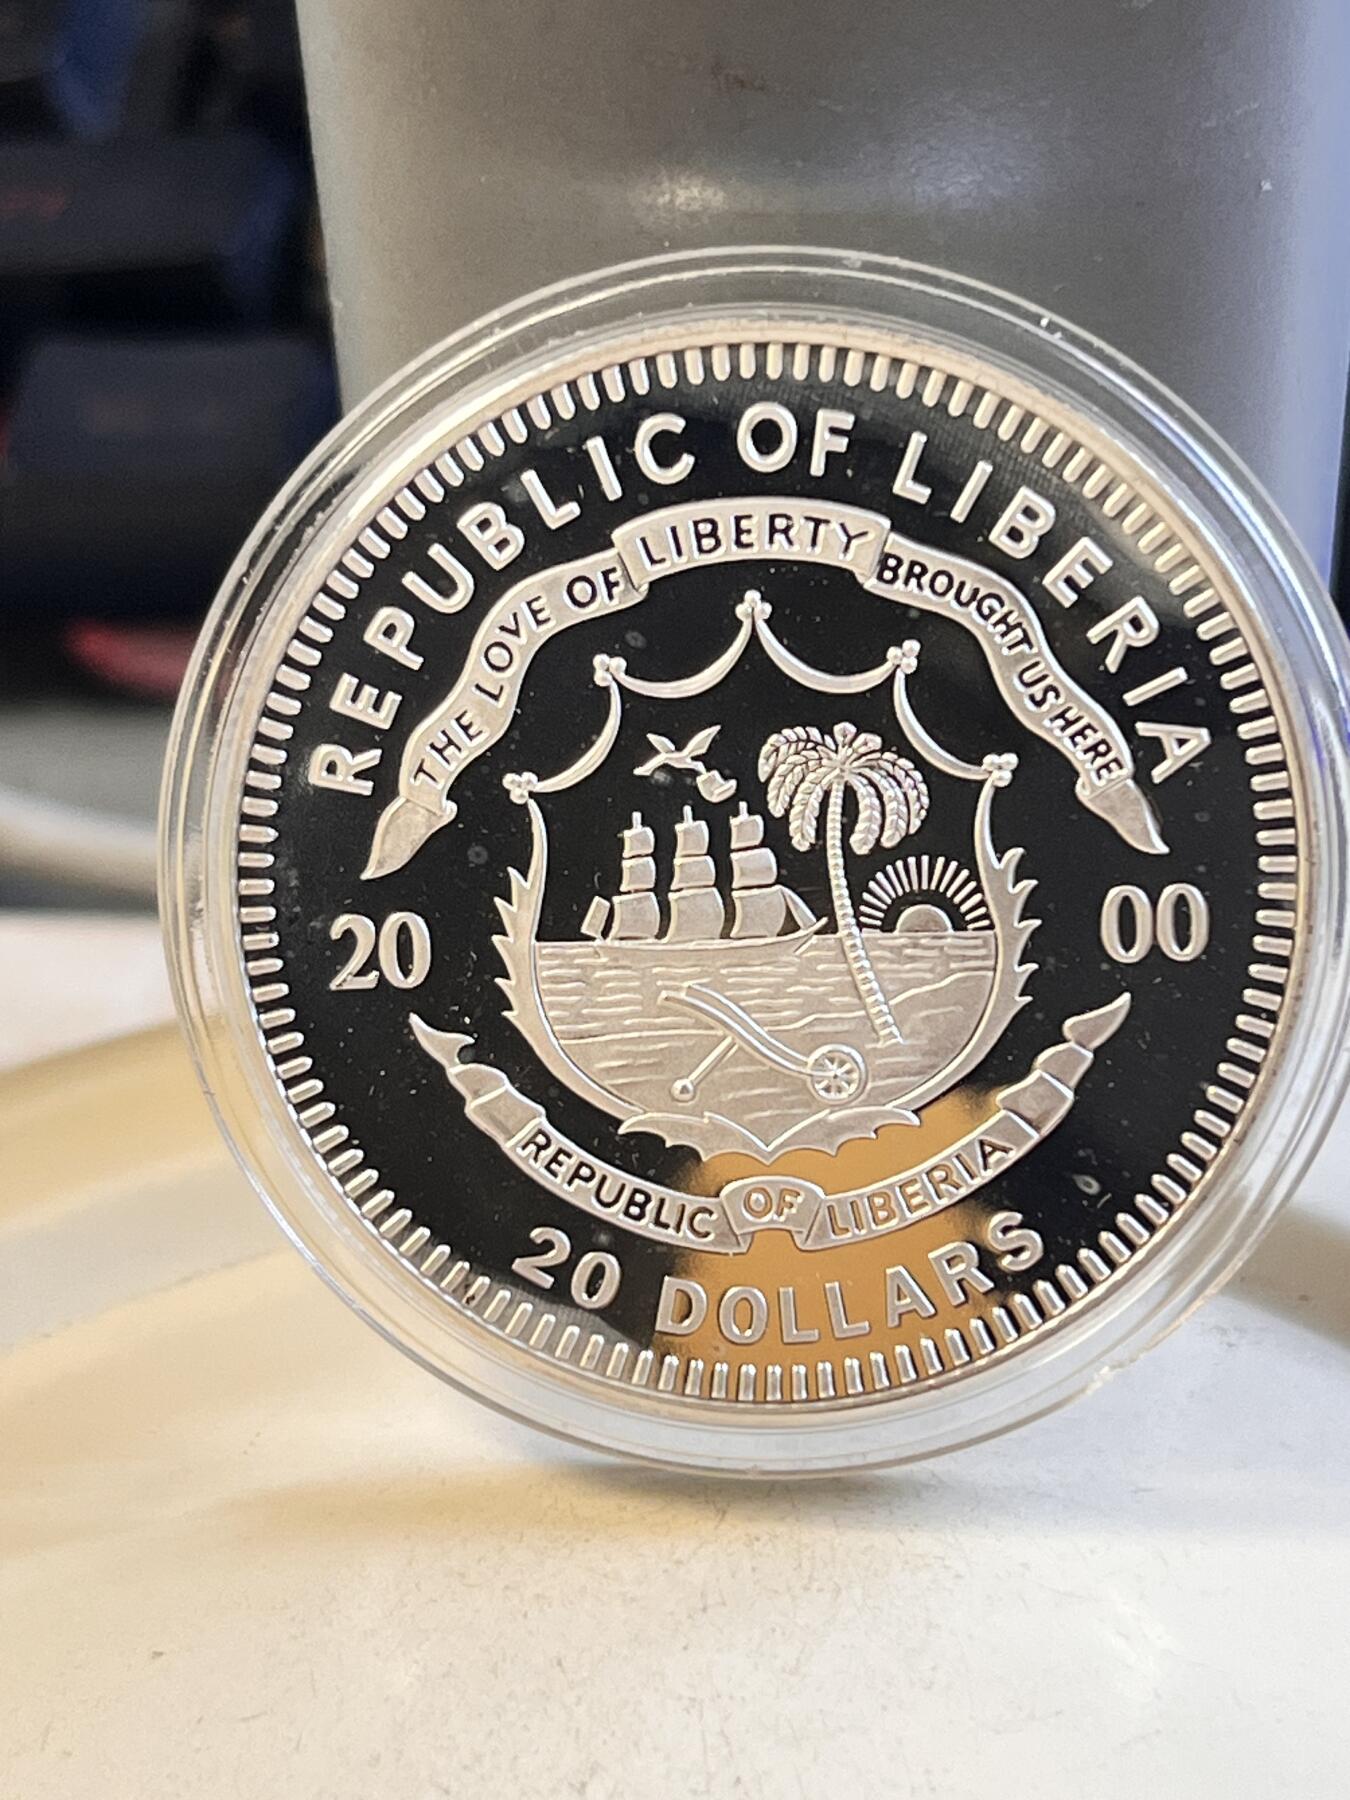 REPUBLIC OF LIBERIA
THE LOVE OF LIBERTY BROUGHT US HERE
20 00
REPUBLIC OF LIBERIA
20 DOLLARS